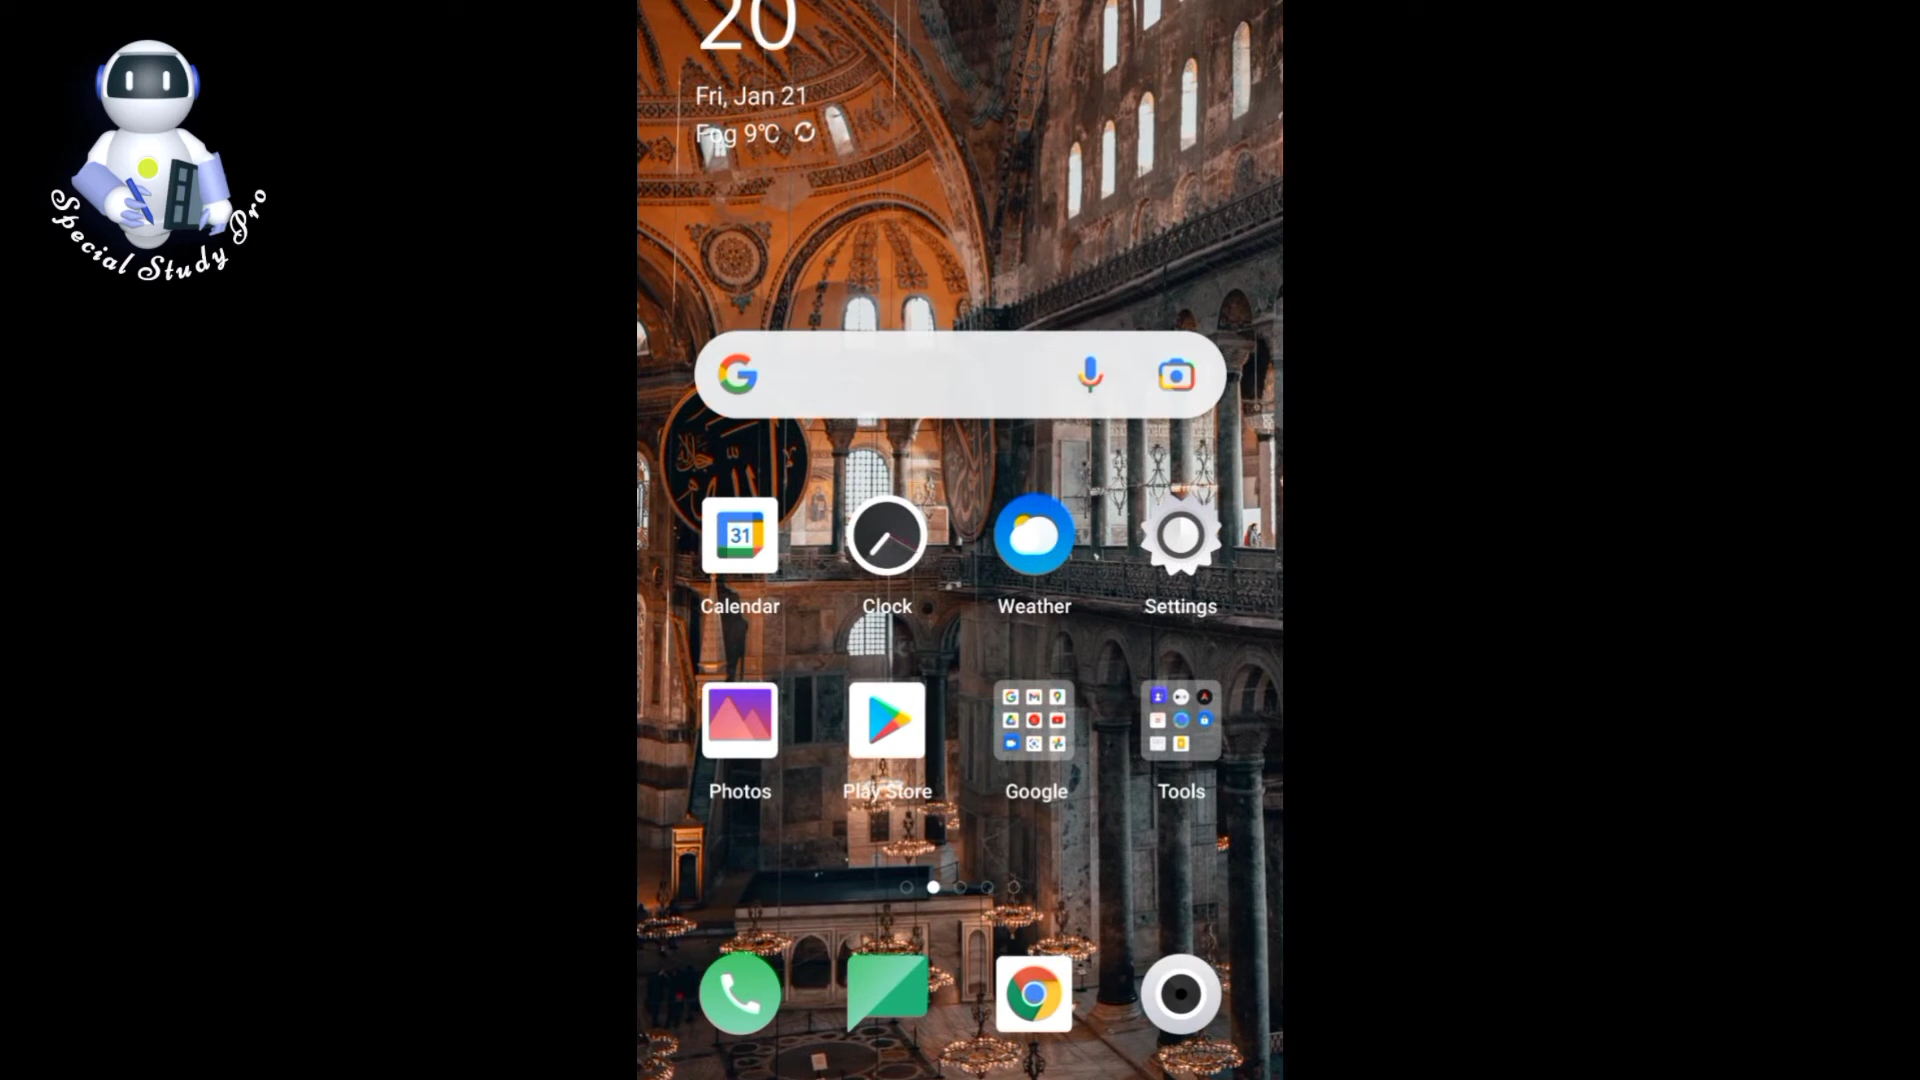 Special Study Pro
20
Fri, Jan 21
Fog 9°C
31
Calendar
Clock
Weather
Settings
Photos
Play Store
Google
Tools